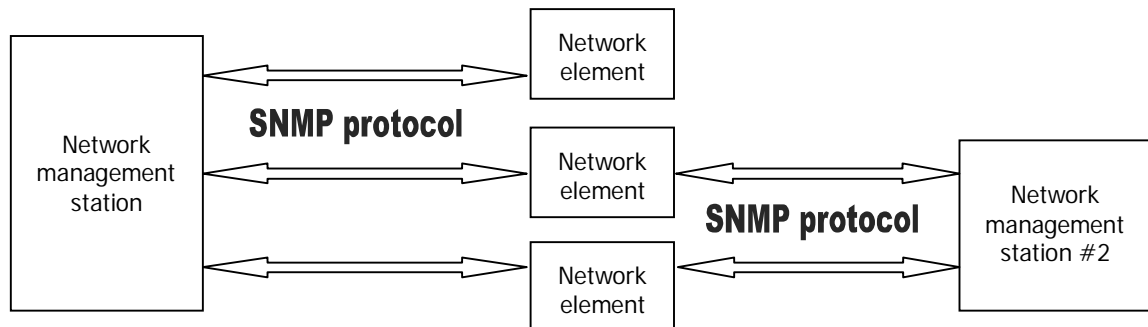 Network
management
station
SNMP protocol
Network
element
Network
element
Network
element
SNMP protocol
Network
management
station #2